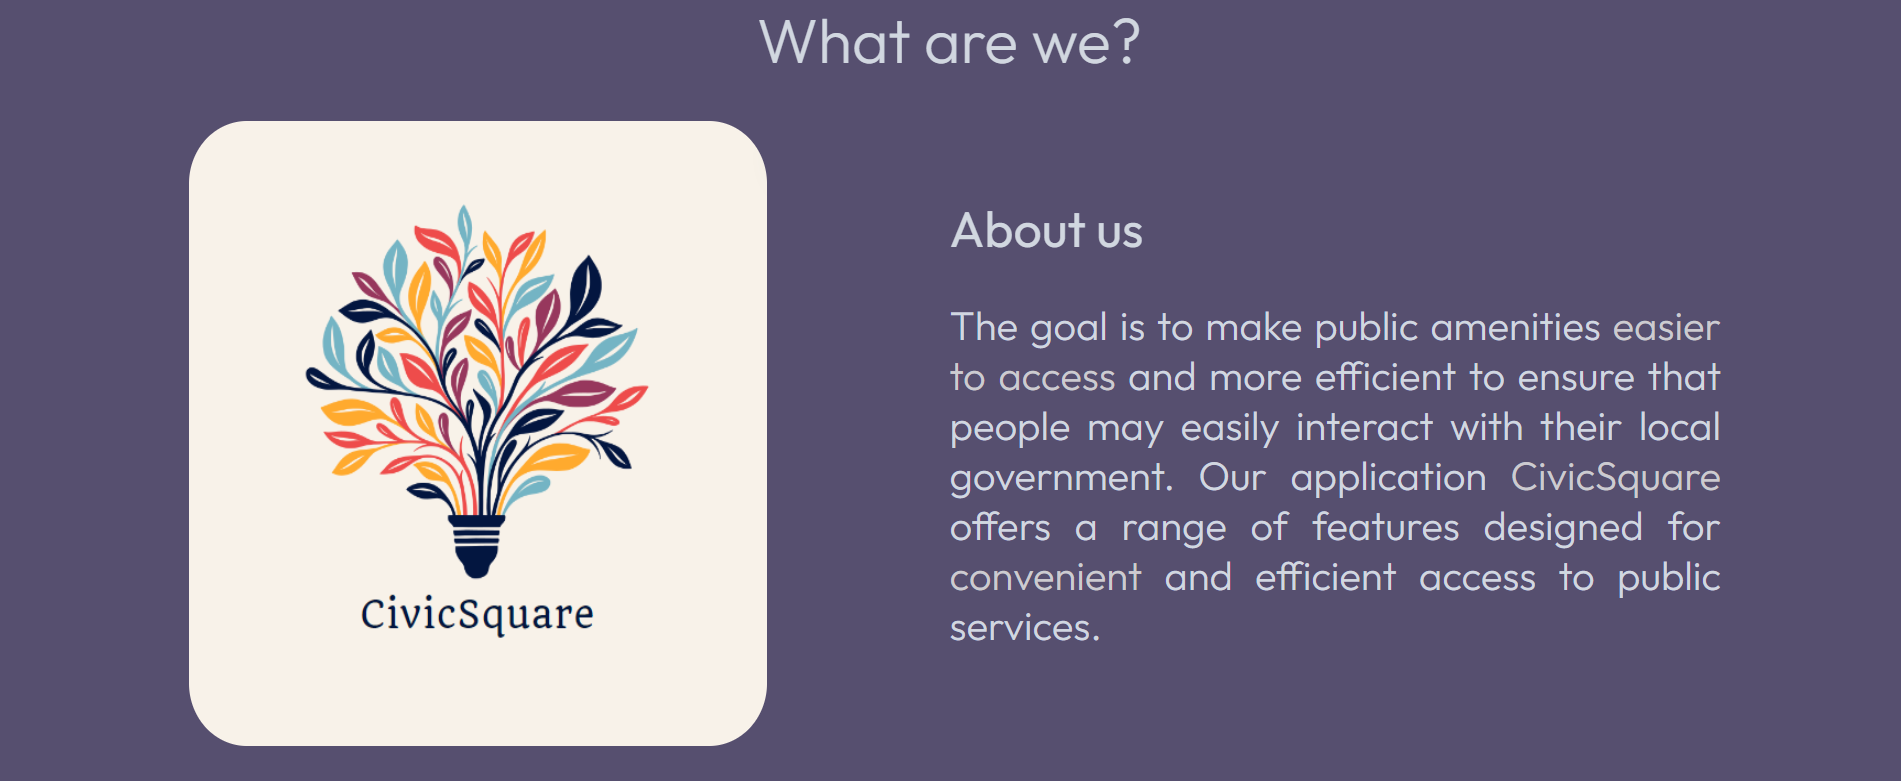 What are we?
CivicSquare
About us
The goal is to make public amenities easier
to access and more efficient to ensure that
people may easily interact with their local
government. Our application CivicSquare
offers a range of features designed for
convenient and efficient access to public
services.